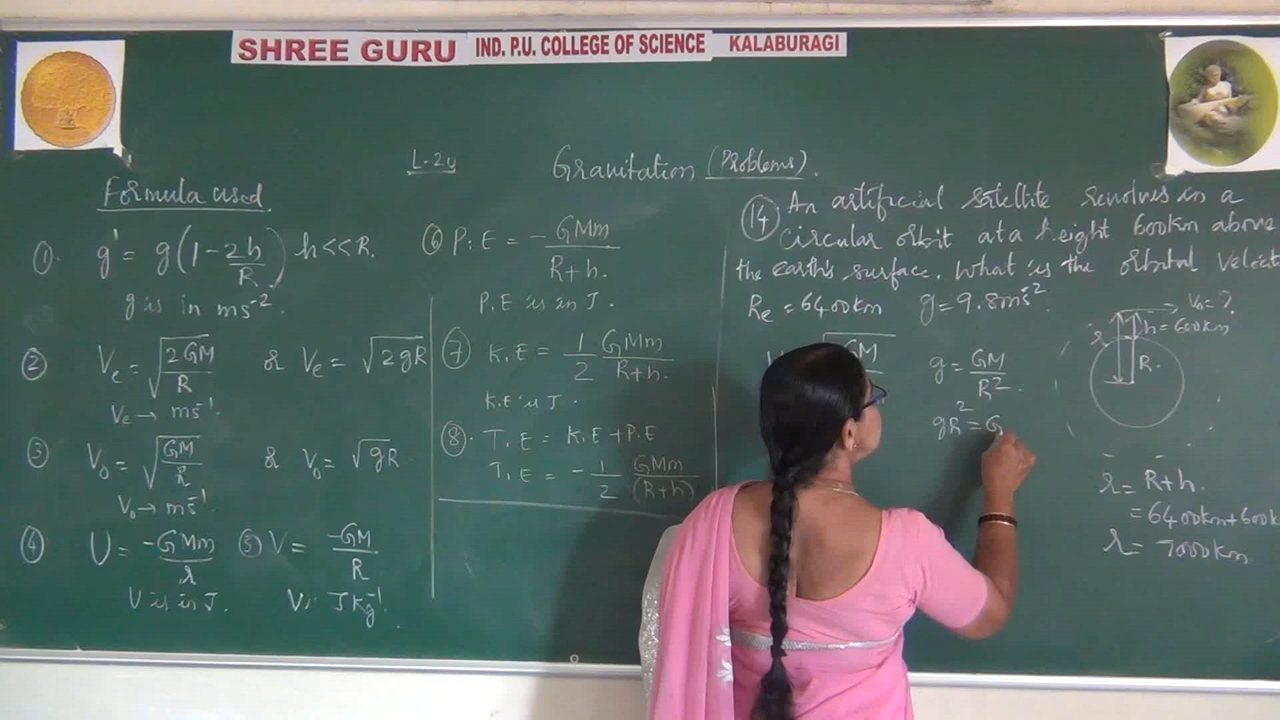 SHREE GURU IND. P.U. COLLEGE OF SCIENCE KALABURAGI
L-20
Gravitation (Problems).
Formula used.
① g' = g(1 - 2h/R) h << R.
g is in ms⁻²
② Ve = √(2GM/R) & Ve = √2gR
Ve → ms⁻¹
③ V₀ = √(GM/r) & V₀ = √gR
V₀ → ms⁻¹
④ U = -GMm/r ⑤ V = -GM/R
U is in J. V is J kg⁻¹.
⑥ P.E = - GMm/R+h.
P.E is in J.
⑦ K.E = 1/2 GMm/R+h.
K.E is J.
⑧. T.E = K.E + P.E
T.E = - 1/2 GMm/(R+h)
⑭ An artificial satellite revolves in a
circular orbit at a height 600km above
the earth's surface. What is the orbital
Re = 6400km g = 9.8ms⁻²
GM
g = GM/R².
gR² = G
V₀ = ?
h = 600km
r
R.
r = R+h.
= 6400km + 600k
r = 7000km